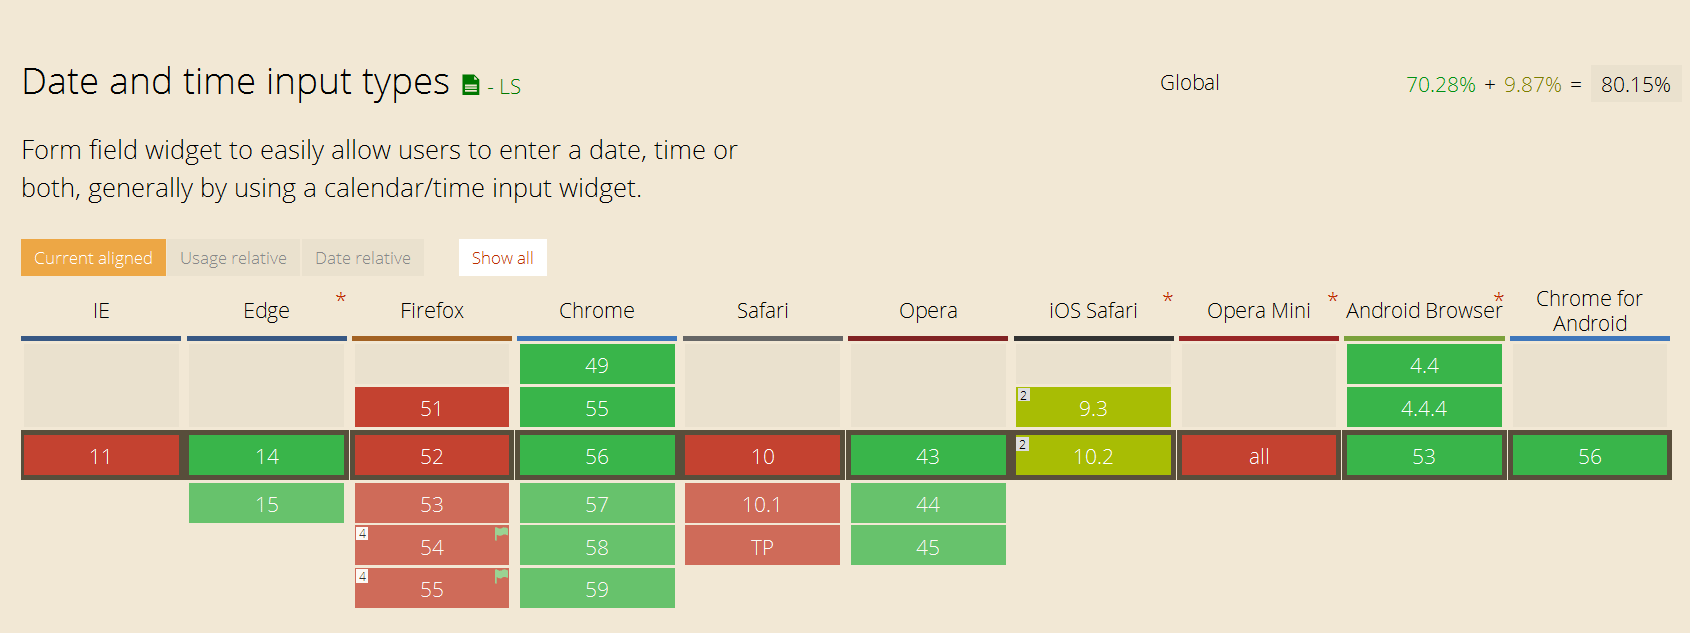 Date and time input types - LS
Global 70.28% + 9.87% = 80.15%
Form field widget to easily allow users to enter a date, time or
both, generally by using a calendar/time input widget.
Current aligned Usage relative Date relative Show all
IE Edge * Firefox Chrome Safari Opera iOS Safari * Opera Mini * Android Browser * Chrome for
Android
49 4.4
51 55 2 9.3 4.4.4
11 14 52 56 10 43 2 10.2 all 53 56
15 53 57 10.1 44
4 54 58 TP 45
4 55 59